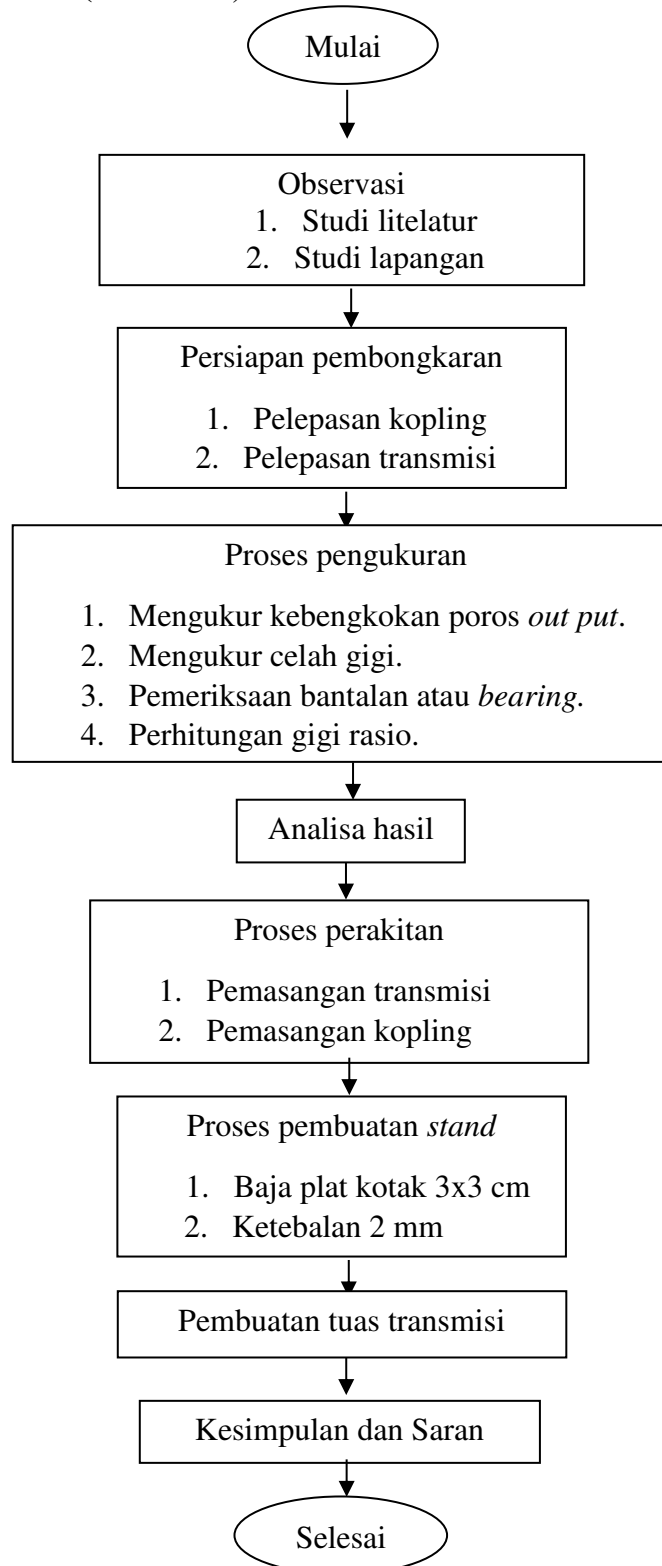 Mulai
Observasi
1. Studi litelatur
2. Studi lapangan
Persiapan pembongkaran
1. Pelepasan kopling
2. Pelepasan transmisi
Proses pengukuran
1. Mengukur kebengkokan poros out put.
2. Mengukur celah gigi.
3. Pemeriksaan bantalan atau bearing.
4. Perhitungan gigi rasio.
Analisa hasil
Proses perakitan
1. Pemasangan transmisi
2. Pemasangan kopling
Proses pembuatan stand
1. Baja plat kotak 3x3 cm
2. Ketebalan 2 mm
Pembuatan tuas transmisi
Kesimpulan dan Saran
Selesai